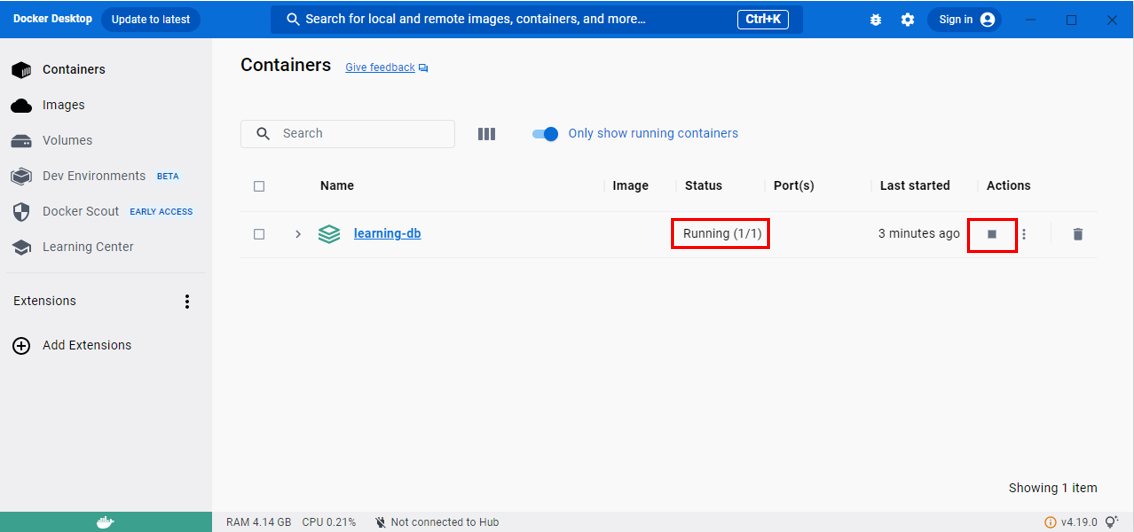 Docker Desktop Update to latest Search for local and remote images, containers, and more... Ctrl+K Sign in
Containers
Images
Volumes
Dev Environments BETA
Docker Scout EARLY ACCESS
Learning Center
Extensions
Add Extensions
Containers Give feedback
Search Only show running containers
Name Image Status Port(s) Last started Actions
learning-db Running (1/1) 3 minutes ago
Showing 1 item
RAM 4.14 GB CPU 0.21% Not connected to Hub v4.19.0